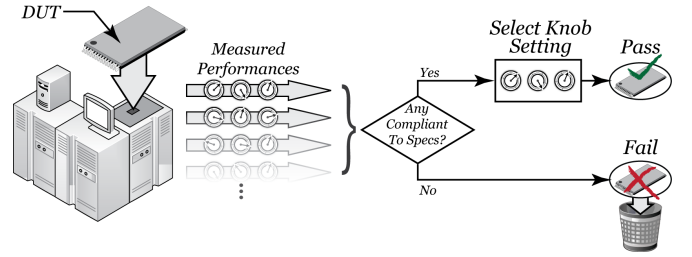 DUT
Measured
Performances
Any
Compliant
To Specs?
Yes
No
Select Knob
Setting
Pass
Fail